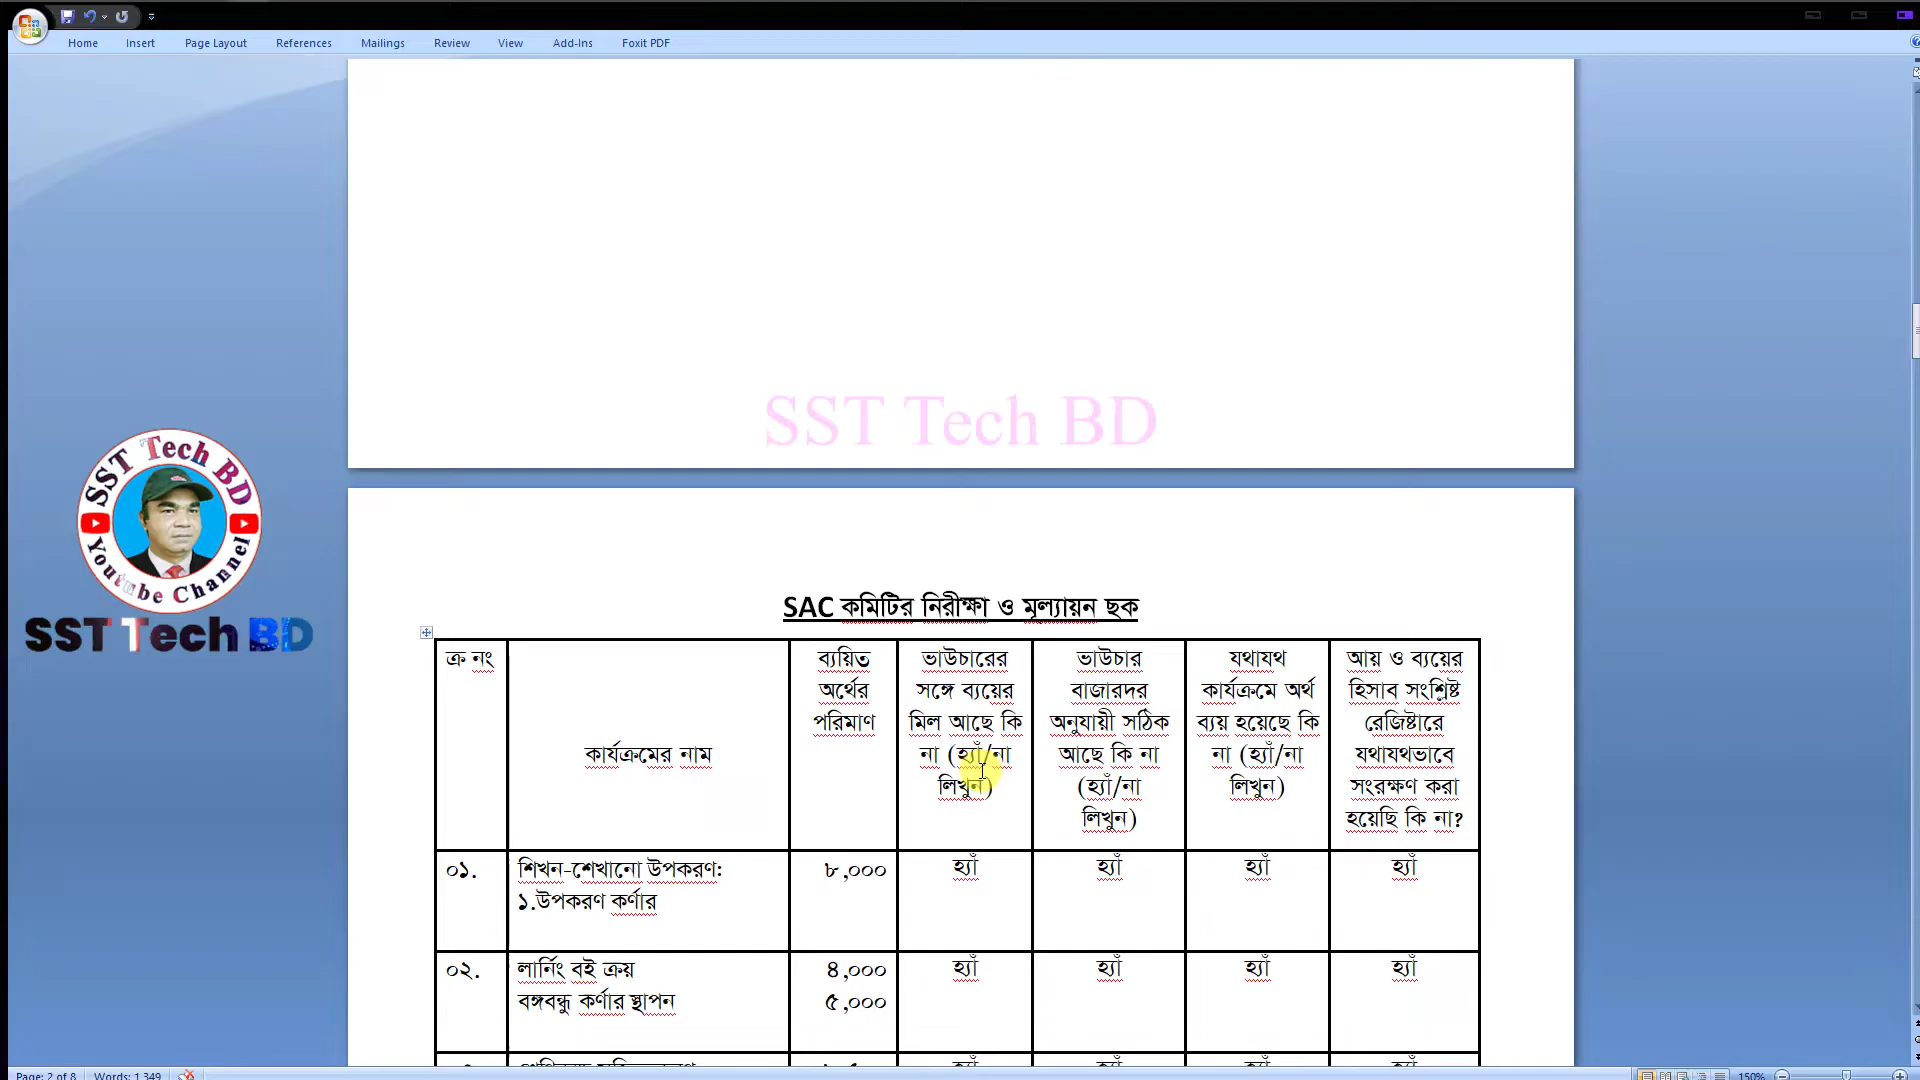 Home Insert Page Layout References Mailings Review View Add-Ins Foxit PDF
SST Tech BD
SST Tech BD
Youtube Channel
SST Tech BD
SAC কমিটির নিরীক্ষা ও মূল্যায়ন ছক
ক্র নং
কার্যক্রমের নাম
ব্যয়িত
অর্থের
পরিমাণ
ভাউচারের
সঙ্গে ব্যয়ের
মিল আছে কি
না (হ্যাঁ/না
লিখুন)
ভাউচার
বাজারদর
অনুযায়ী সঠিক
আছে কি না
(হ্যাঁ/না
লিখুন)
যথাযথ
কার্যক্রমে অর্থ
ব্যয় হয়েছে কি
না (হ্যাঁ/না
লিখুন)
আয় ও ব্যয়ের
হিসাব সংশ্লিষ্ট
রেজিষ্টারে
যথাযথভাবে
সংরক্ষণ করা
হয়েছি কি না?
০১. শিখন-শেখানো উপকরণ: ৮,০০০ হ্যাঁ হ্যাঁ হ্যাঁ হ্যাঁ
১.উপকরণ কর্ণার
০২. লার্নিং বই ক্রয় ৪,০০০ হ্যাঁ হ্যাঁ হ্যাঁ হ্যাঁ
বঙ্গবন্ধু কর্ণার স্থাপন ৫,০০০
Page: 2 of 8 Words: 1,349 150%